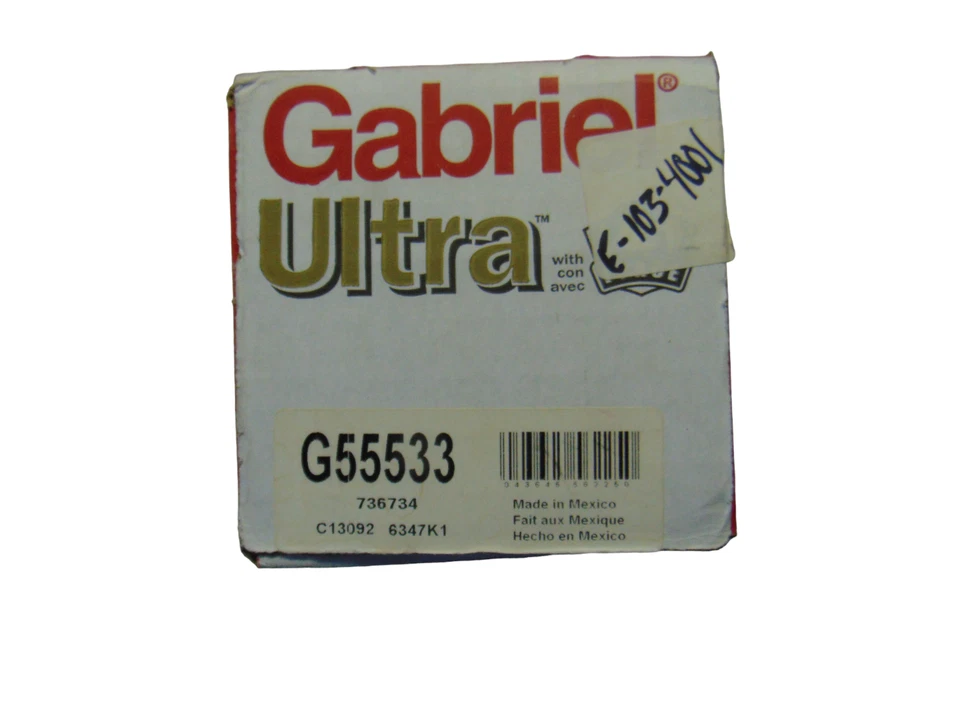 Gabriel®
Ultra™
with
con
avec
E-103-4001
G55533
736734
C13092 6347K1
Made in Mexico
Fait aux Mexique
Hecho en Mexico